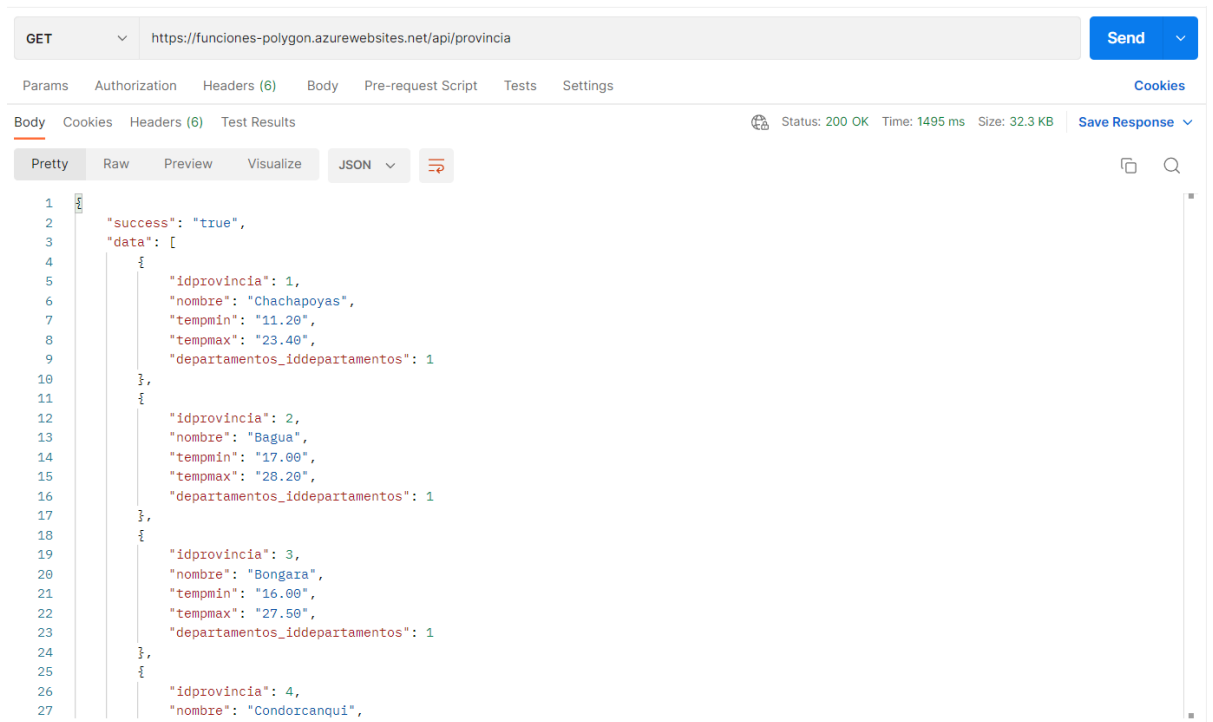 GET https://funciones-polygon.azurewebsites.net/api/provincia Send
Params Authorization Headers (6) Body Pre-request Script Tests Settings Cookies
Body Cookies Headers (6) Test Results Status: 200 OK Time: 1495 ms Size: 32.3 KB Save Response
Pretty Raw Preview Visualize JSON
1 {
2 "success": "true",
3 "data": [
4 {
5 "idprovincia": 1,
6 "nombre": "Chachapoyas",
7 "tempmin": "11.20",
8 "tempmax": "23.40",
9 "departamentos_iddepartamentos": 1
10 },
11 {
12 "idprovincia": 2,
13 "nombre": "Bagua",
14 "tempmin": "17.00",
15 "tempmax": "28.20",
16 "departamentos_iddepartamentos": 1
17 },
18 {
19 "idprovincia": 3,
20 "nombre": "Bongara",
21 "tempmin": "16.00",
22 "tempmax": "27.50",
23 "departamentos_iddepartamentos": 1
24 },
25 {
26 "idprovincia": 4,
27 "nombre": "Condorcanqui",